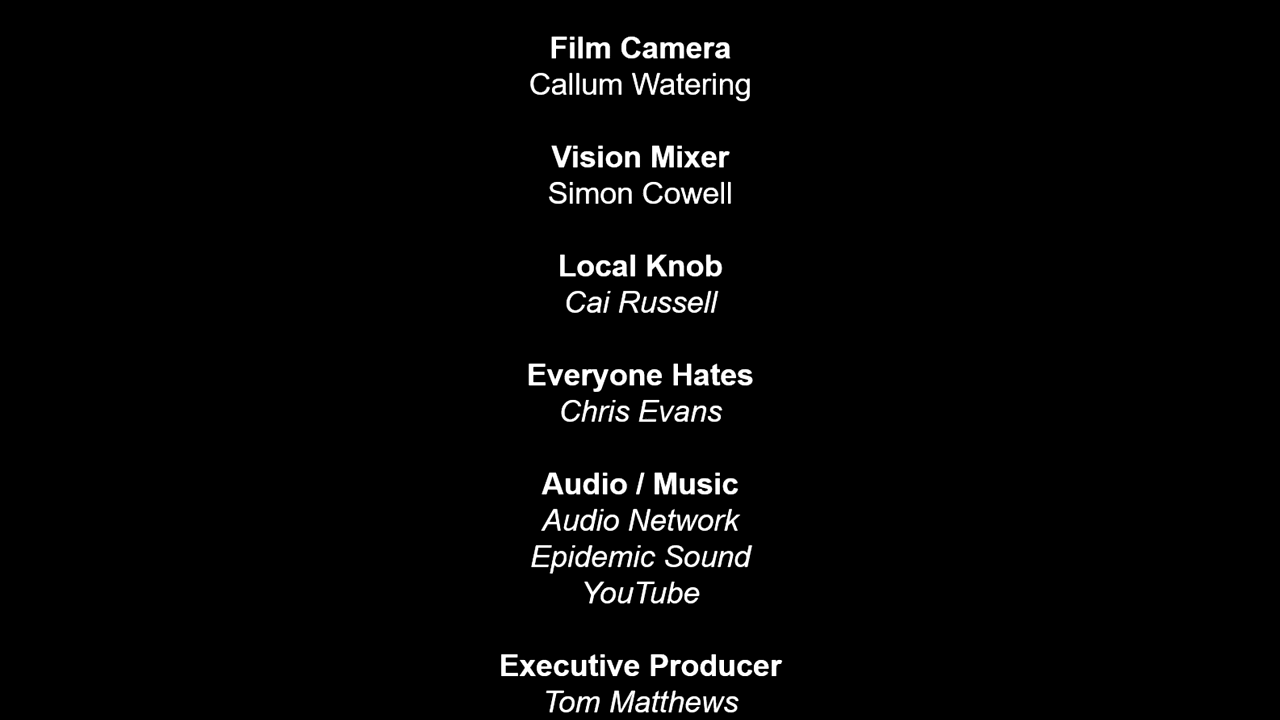 Film Camera
Callum Watering
Vision Mixer
Simon Cowell
Local Knob
Cai Russell
Everyone Hates
Chris Evans
Audio / Music
Audio Network
Epidemic Sound
YouTube
Executive Producer
Tom Matthews